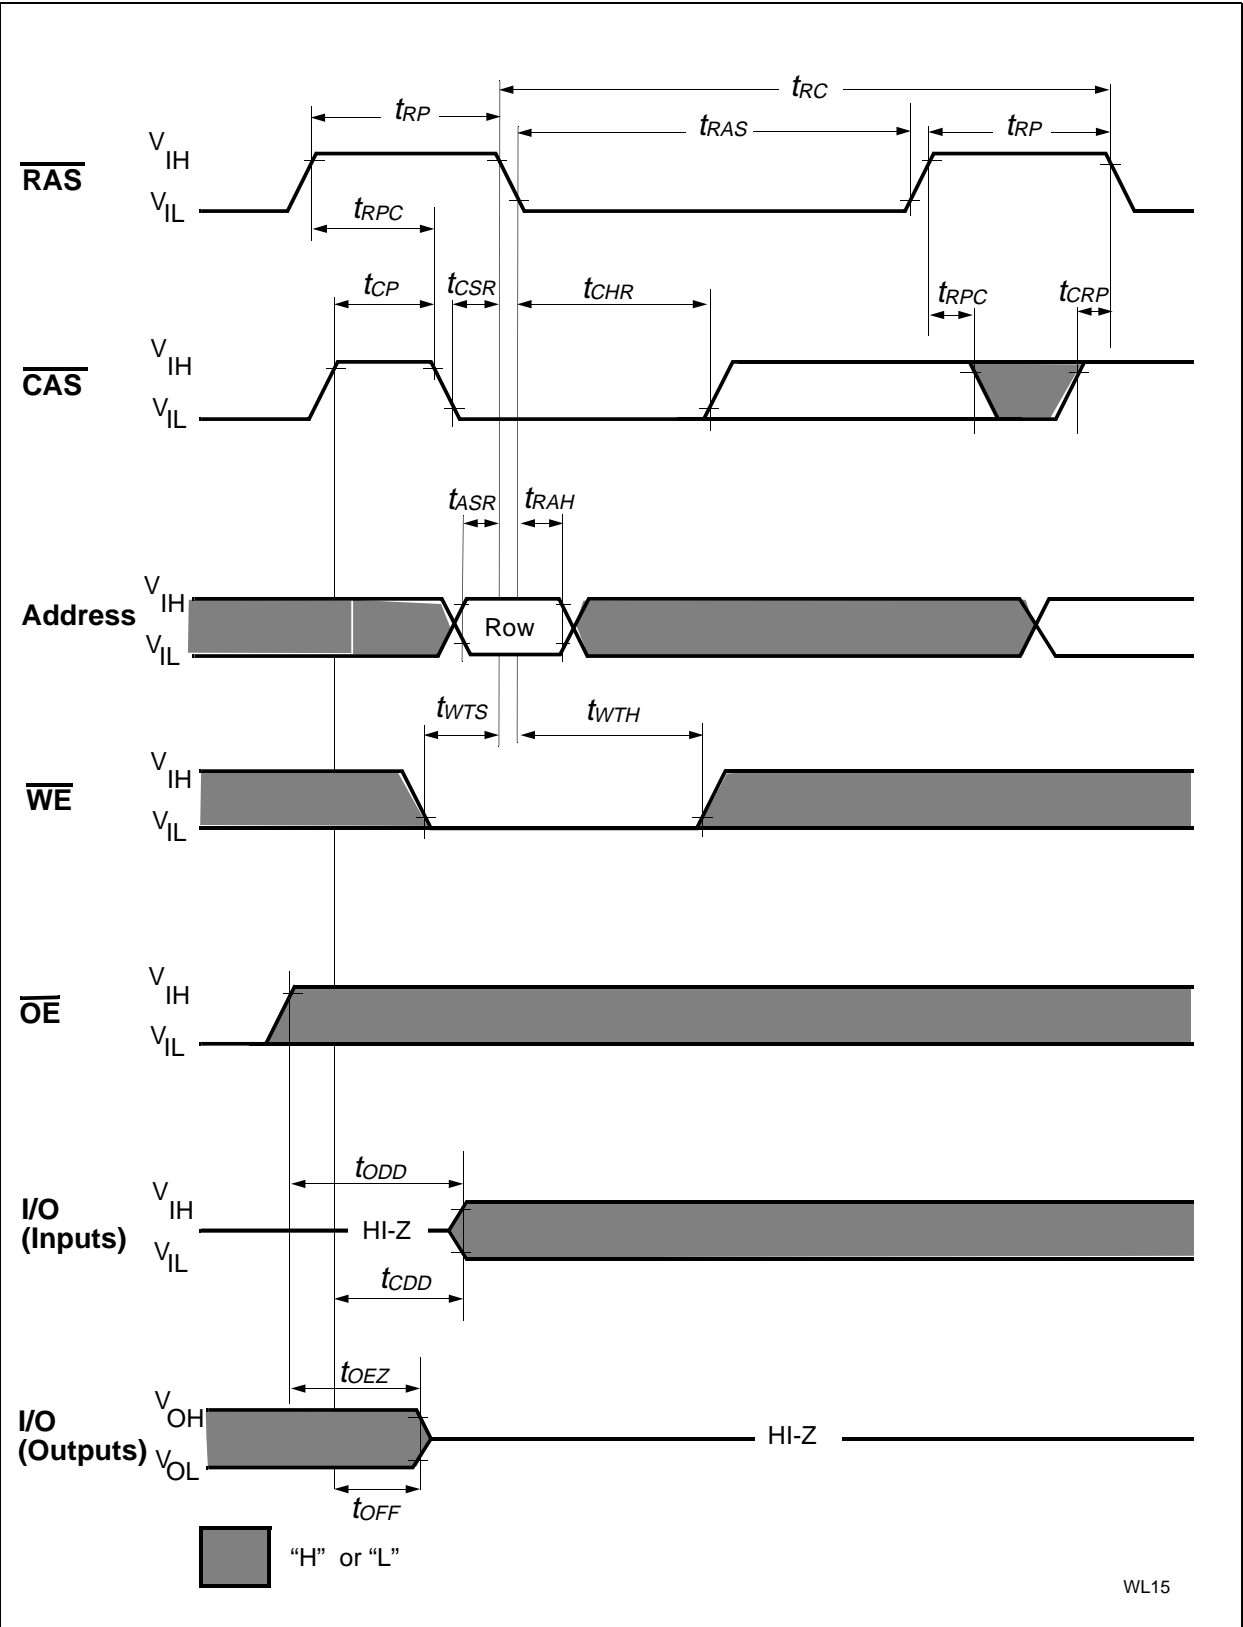 tRC
tRP tRAS tRP
RAS VIH
VIL
tRPC
tCP tCSR tCHR tRPC tCRP
CAS VIH
VIL
tASR tRAH
Address VIH
VIL
Row
tWTS tWTH
WE VIH
VIL
OE VIH
VIL
tODD
I/O
(Inputs)
VIH
VIL
HI-Z
tCDD
tOEZ
I/O
(Outputs)
VOH
VOL
HI-Z
tOFF
“H” or “L”
WL15